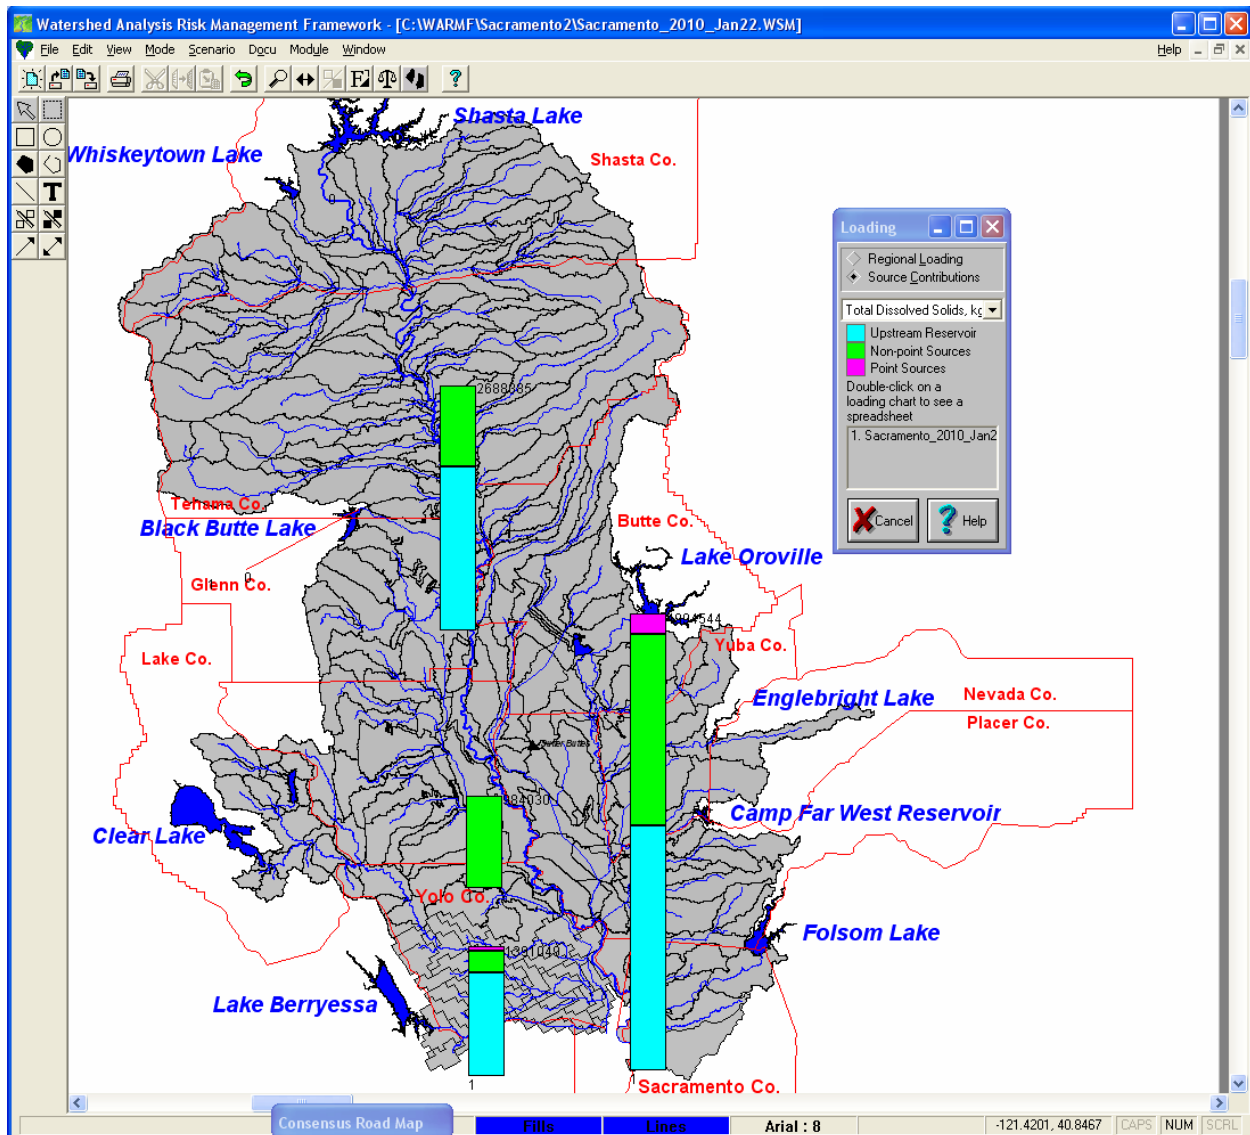 Watershed Analysis Risk Management Framework - [C:\WARMF\Sacramento2\Sacramento_2010_Jan22.WSM]
File Edit View Mode Scenario Docu Module Window Help
Shasta Lake
Whiskeytown Lake
Shasta Co.
0
Loading
Regional Loading
Source Contributions
Total Dissolved Solids, kg
Upstream Reservoir
Non-point Sources
Point Sources
Double-click on a
loading chart to see a
spreadsheet
1. Sacramento_2010_Jan2
Cancel
Help
2688385
Tehama Co.
Black Butte Lake
Butte Co.
Lake Oroville
Glenn Co.
0
Lake Co.
Yuba Co.
Englebright Lake
Nevada Co.
Placer Co.
Clear Lake
Camp Far West Reservoir
Yolo Co.
Folsom Lake
Lake Berryessa
1
1
Sacramento Co.
Consensus Road Map
Fills
Lines
Arial : 8
-121.4201, 40.8467
CAPS
NUM
SCRL